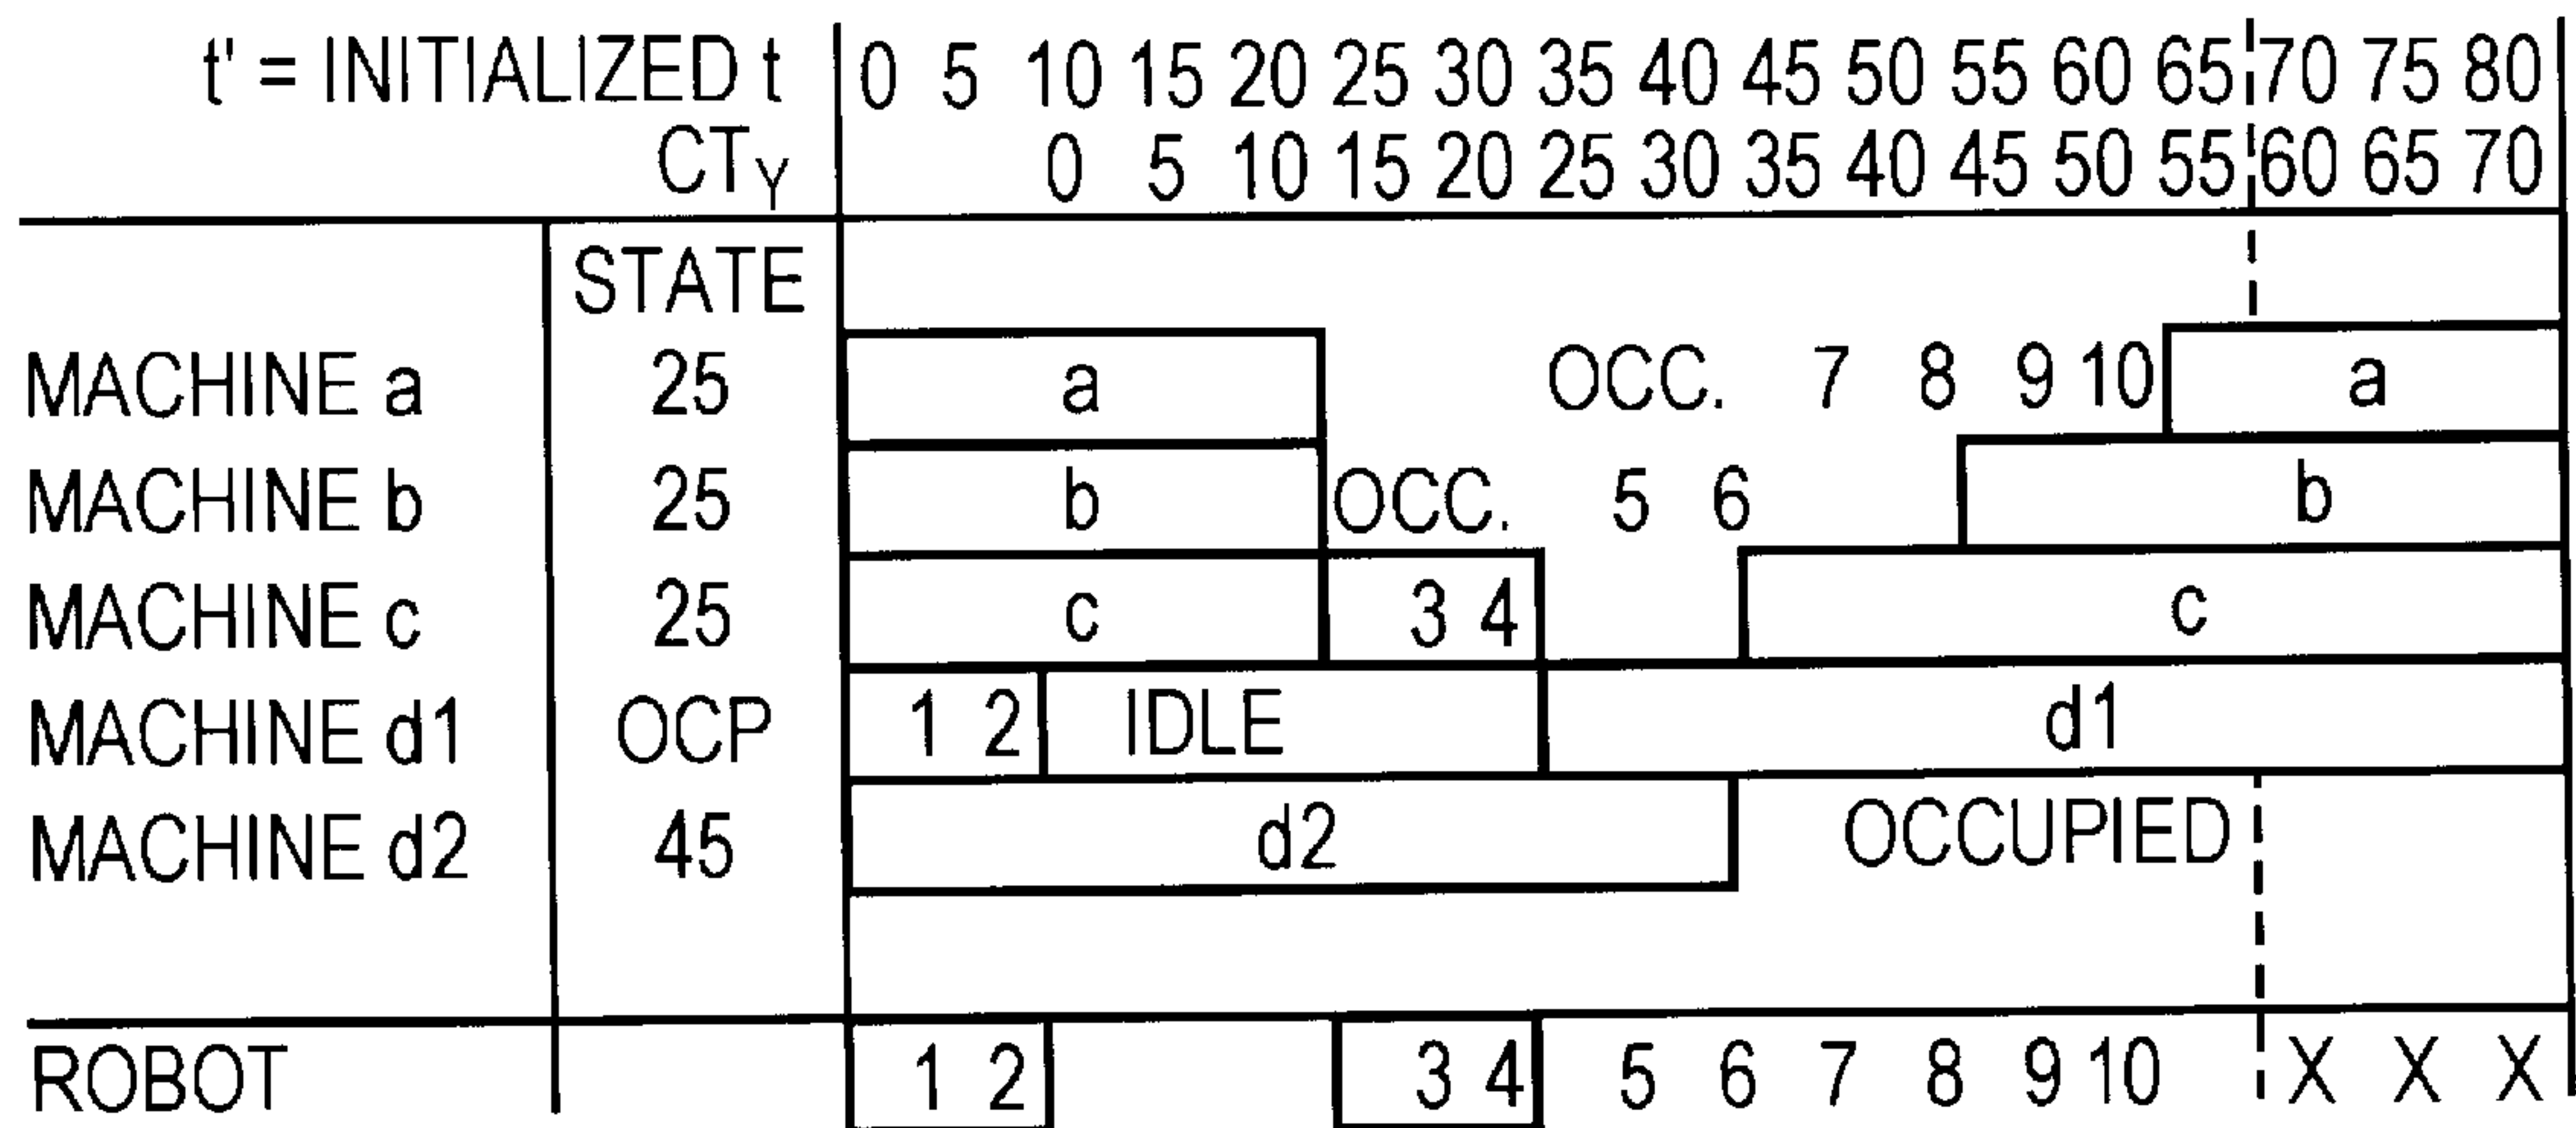 t' = INITIALIZED t 0 5 10 15 20 25 30 35 40 45 50 55 60 65 70 75 80
CTY 0 5 10 15 20 25 30 35 40 45 50 55 60 65 70
STATE
MACHINE a 25 a OCC. 7 8 9 10 a
MACHINE b 25 b OCC. 5 6 b
MACHINE c 25 c 3 4 c
MACHINE d1 OCP 1 2 IDLE d1
MACHINE d2 45 d2 OCCUPIED
ROBOT 1 2 3 4 5 6 7 8 9 10 X X X